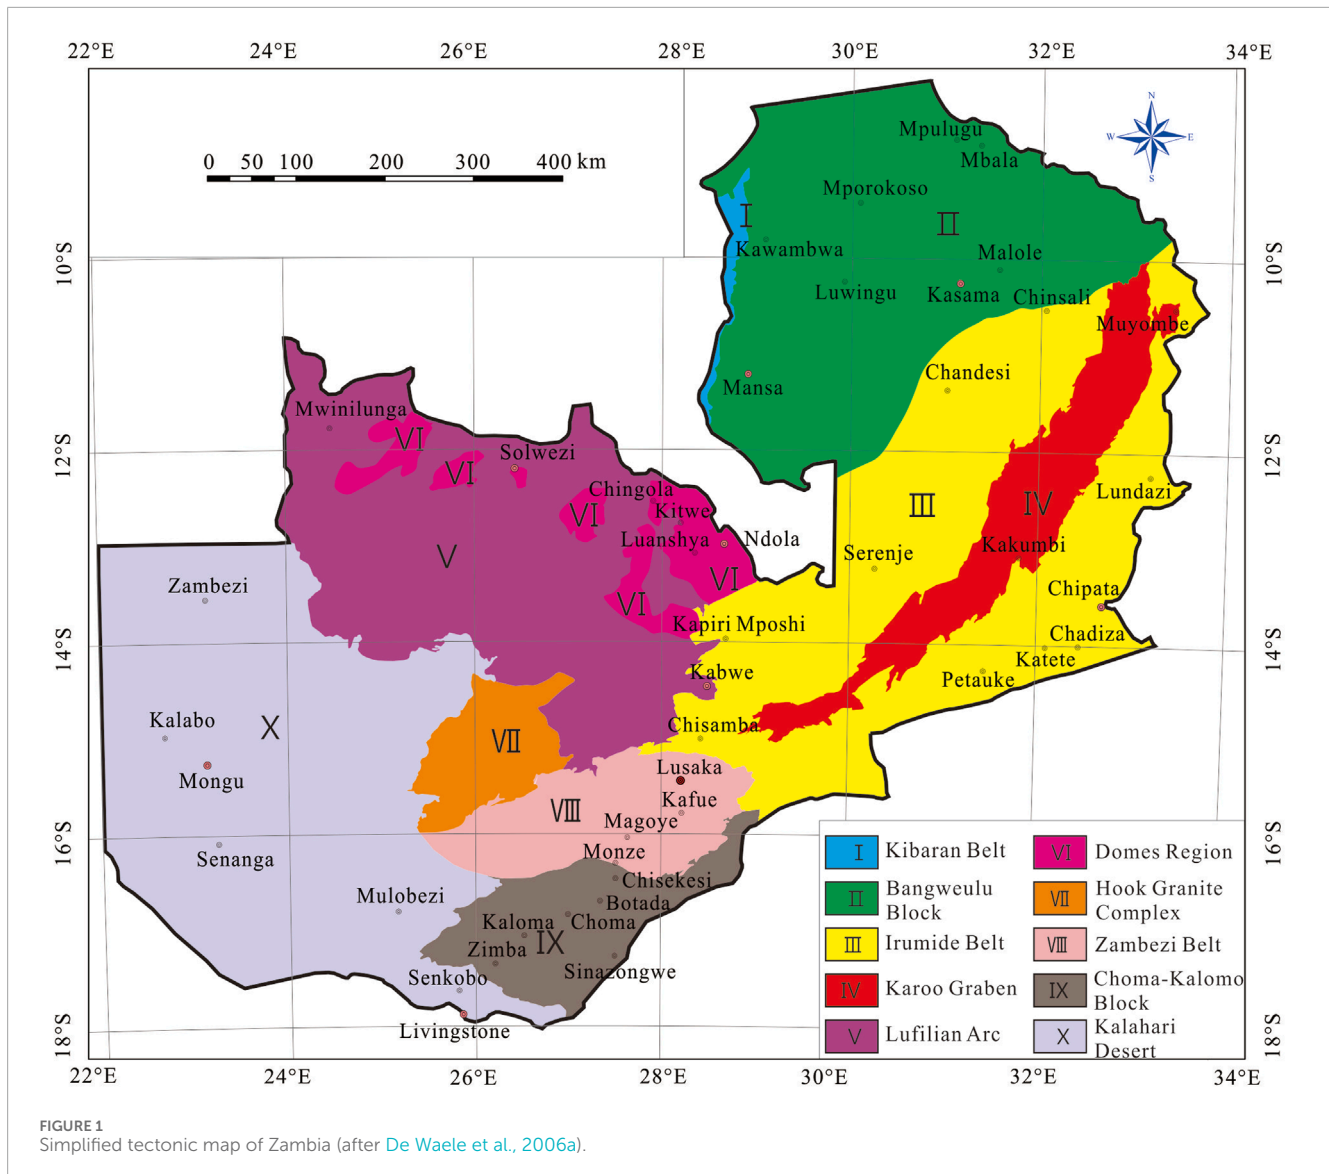 22°E 24°E 26°E 28°E 30°E 32°E 34°E
N
W E
S
0 50 100 200 300 400 km
Mpulugu
Mbala
Mporokoso
I
II
Kawambwa
Malole
10°S
10°S
Luwingu
Kasama
Chinsali
Muyombe
Mansa
Chandesi
Mwinilunga
VI
Solwezi
VI
12°S
12°S
Chingola
Lundazi
VI
Kitwe
III
IV
Luanshya
Ndola
V
Serenje
Kakumbi
Zambezi
VI
VI
Chipata
Kapiri Mposhi
Chadiza
14°S
14°S
Katete
Kabwe
Petauke
Kalabo
X
Chisamba
VII
Mongu
Lusaka
Kafue
VIII
Magoye
16°S
16°S
Monze
Senanga
Chisekesi
Mulobezi
Botada
Kaloma
Choma
IX
Zimba
Sinazongwe
Senkobo
Livingstone
18°S
18°S
I Kibaran Belt
II Bangweulu
Block
III Irumide Belt
IV Karoo Graben
V Lufilian Arc
VI Domes Region
VII Hook Granite
Complex
VIII Zambezi Belt
IX Choma-Kalomo
Block
X Kalahari
Desert
22°E 24°E 26°E 28°E 30°E 32°E 34°E
FIGURE 1
Simplified tectonic map of Zambia (after De Waele et al., 2006a).